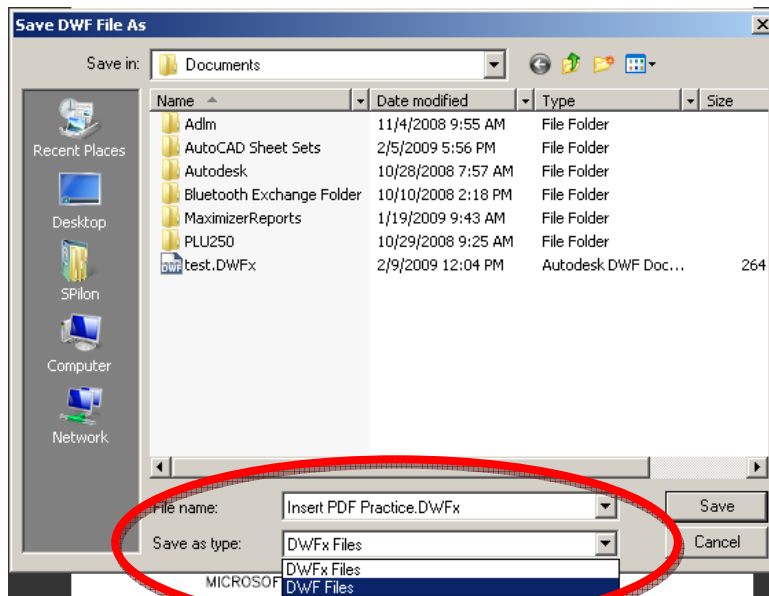 Save DWF File As
Save in: Documents
Name Date modified Type Size
Adlm 11/4/2008 9:55 AM File Folder
AutoCAD Sheet Sets 2/5/2009 5:56 PM File Folder
Autodesk 10/28/2008 7:57 AM File Folder
Bluetooth Exchange Folder 10/10/2008 2:18 PM File Folder
MaximizerReports 1/19/2009 9:43 AM File Folder
PLU250 10/29/2008 9:25 AM File Folder
DWF test.DWFx 2/9/2009 12:04 PM Autodesk DWF Doc... 264
Recent Places
Desktop
SPilon
Computer
Network
File name: Insert PDF Practice.DWFx Save
Save as type: DWFx Files Cancel
DWFx Files
DWF Files
MICROSOF